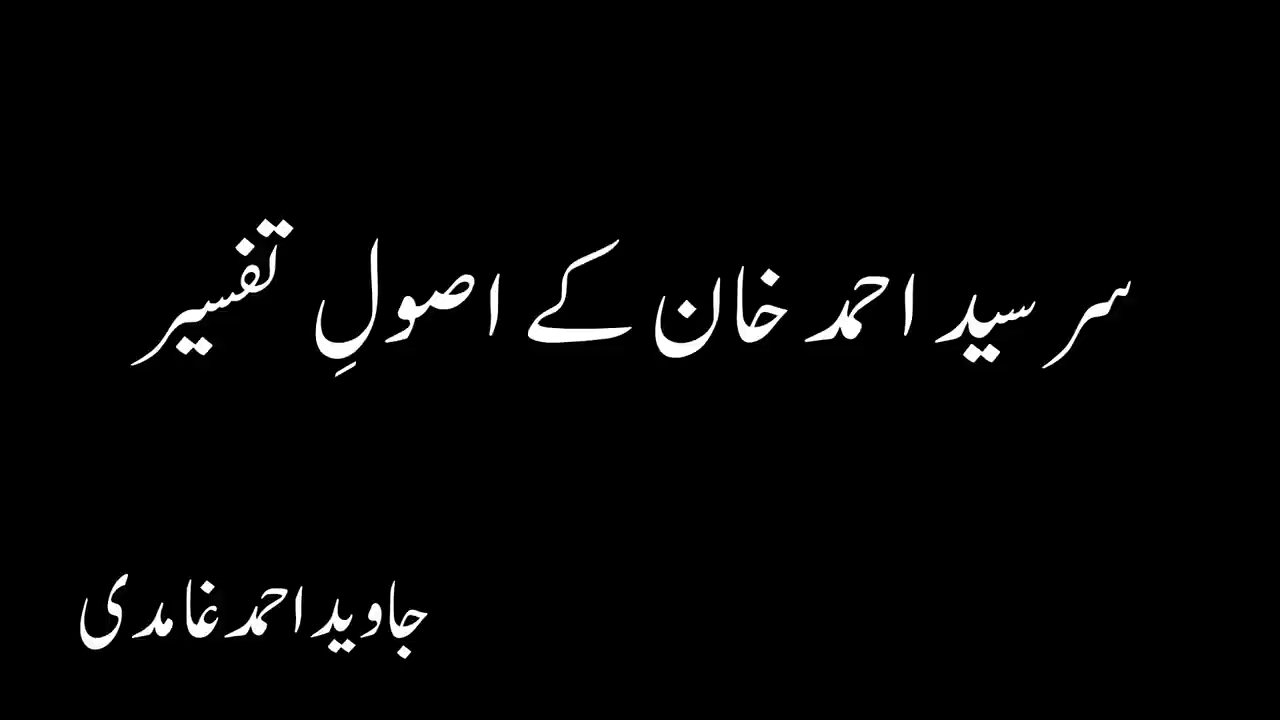 سر سید احمد خان کے اصولِ تفسیر
جاوید احمد غامدی